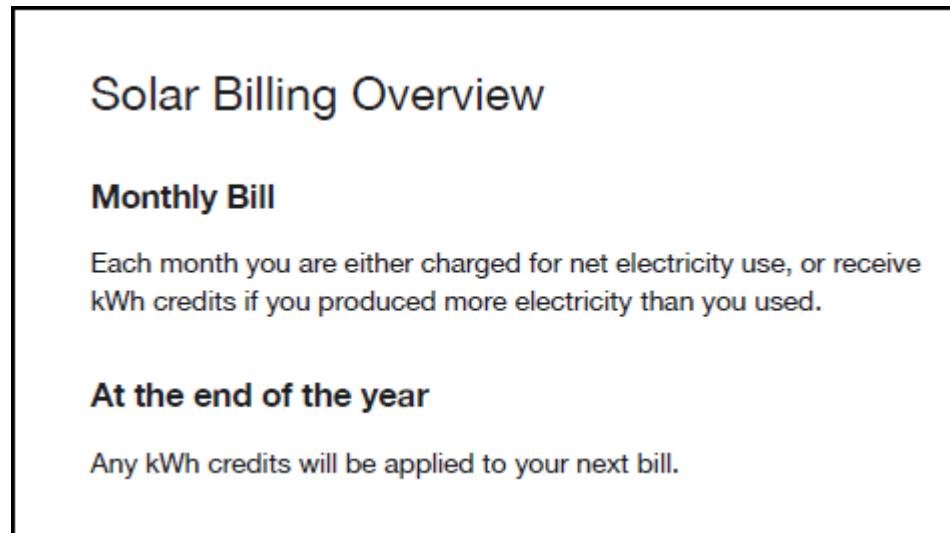 Solar Billing Overview
Monthly Bill
Each month you are either charged for net electricity use, or receive
kWh credits if you produced more electricity than you used.
At the end of the year
Any kWh credits will be applied to your next bill.